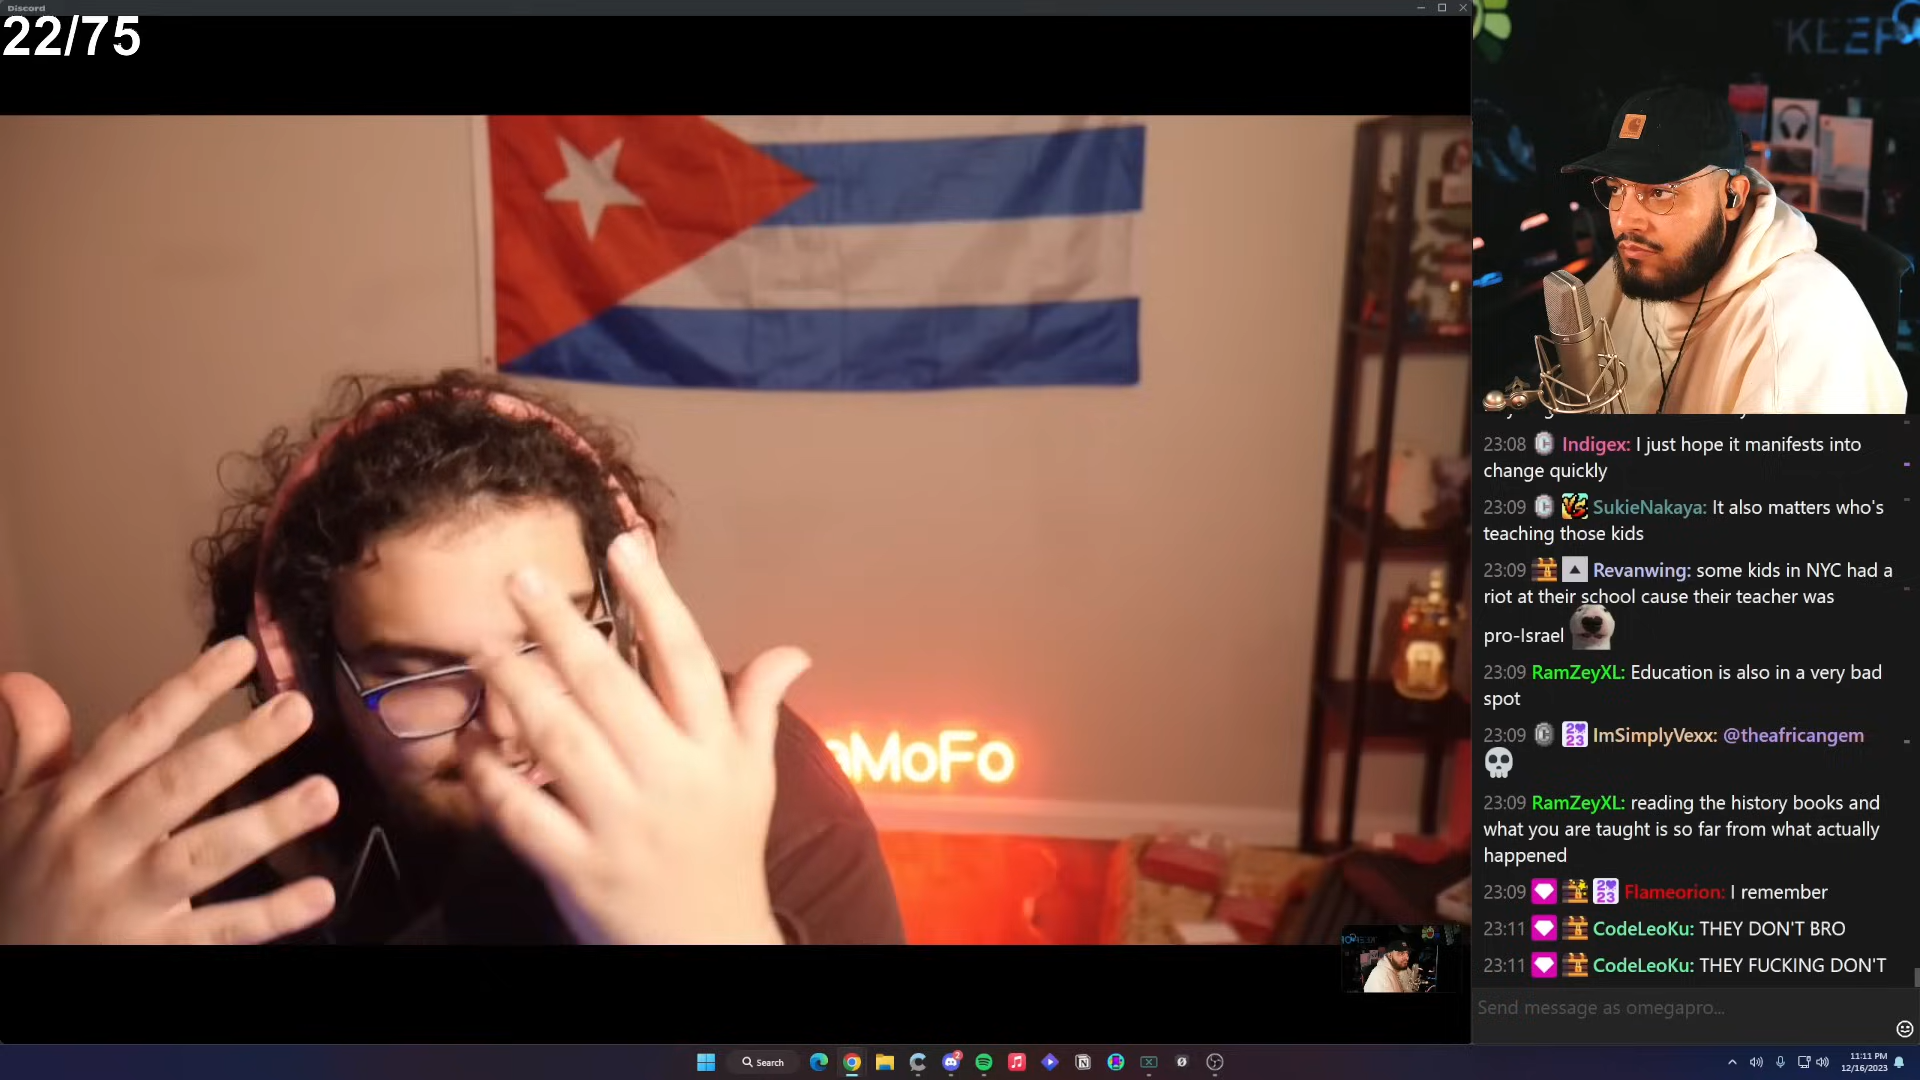 Discord
22/75
KEEP
MoFo
23:08 Indigex: I just hope it manifests into
change quickly
23:09 SukieNakaya: It also matters who's
teaching those kids
23:09 Revanwing: some kids in NYC had a
riot at their school cause their teacher was
pro-Israel
23:09 RamZeyXL: Education is also in a very bad
spot
23:09 ImSimplyVexx: @theafricangem
23:09 RamZeyXL: reading the history books and
what you are taught is so far from what actually
happened
23:09 Flameorion: I remember
23:11 CodeLeoKu: THEY DON'T BRO
23:11 CodeLeoKu: THEY FUCKING DON'T
Send message as omegapro...
Search
11:11 PM
12/16/2023